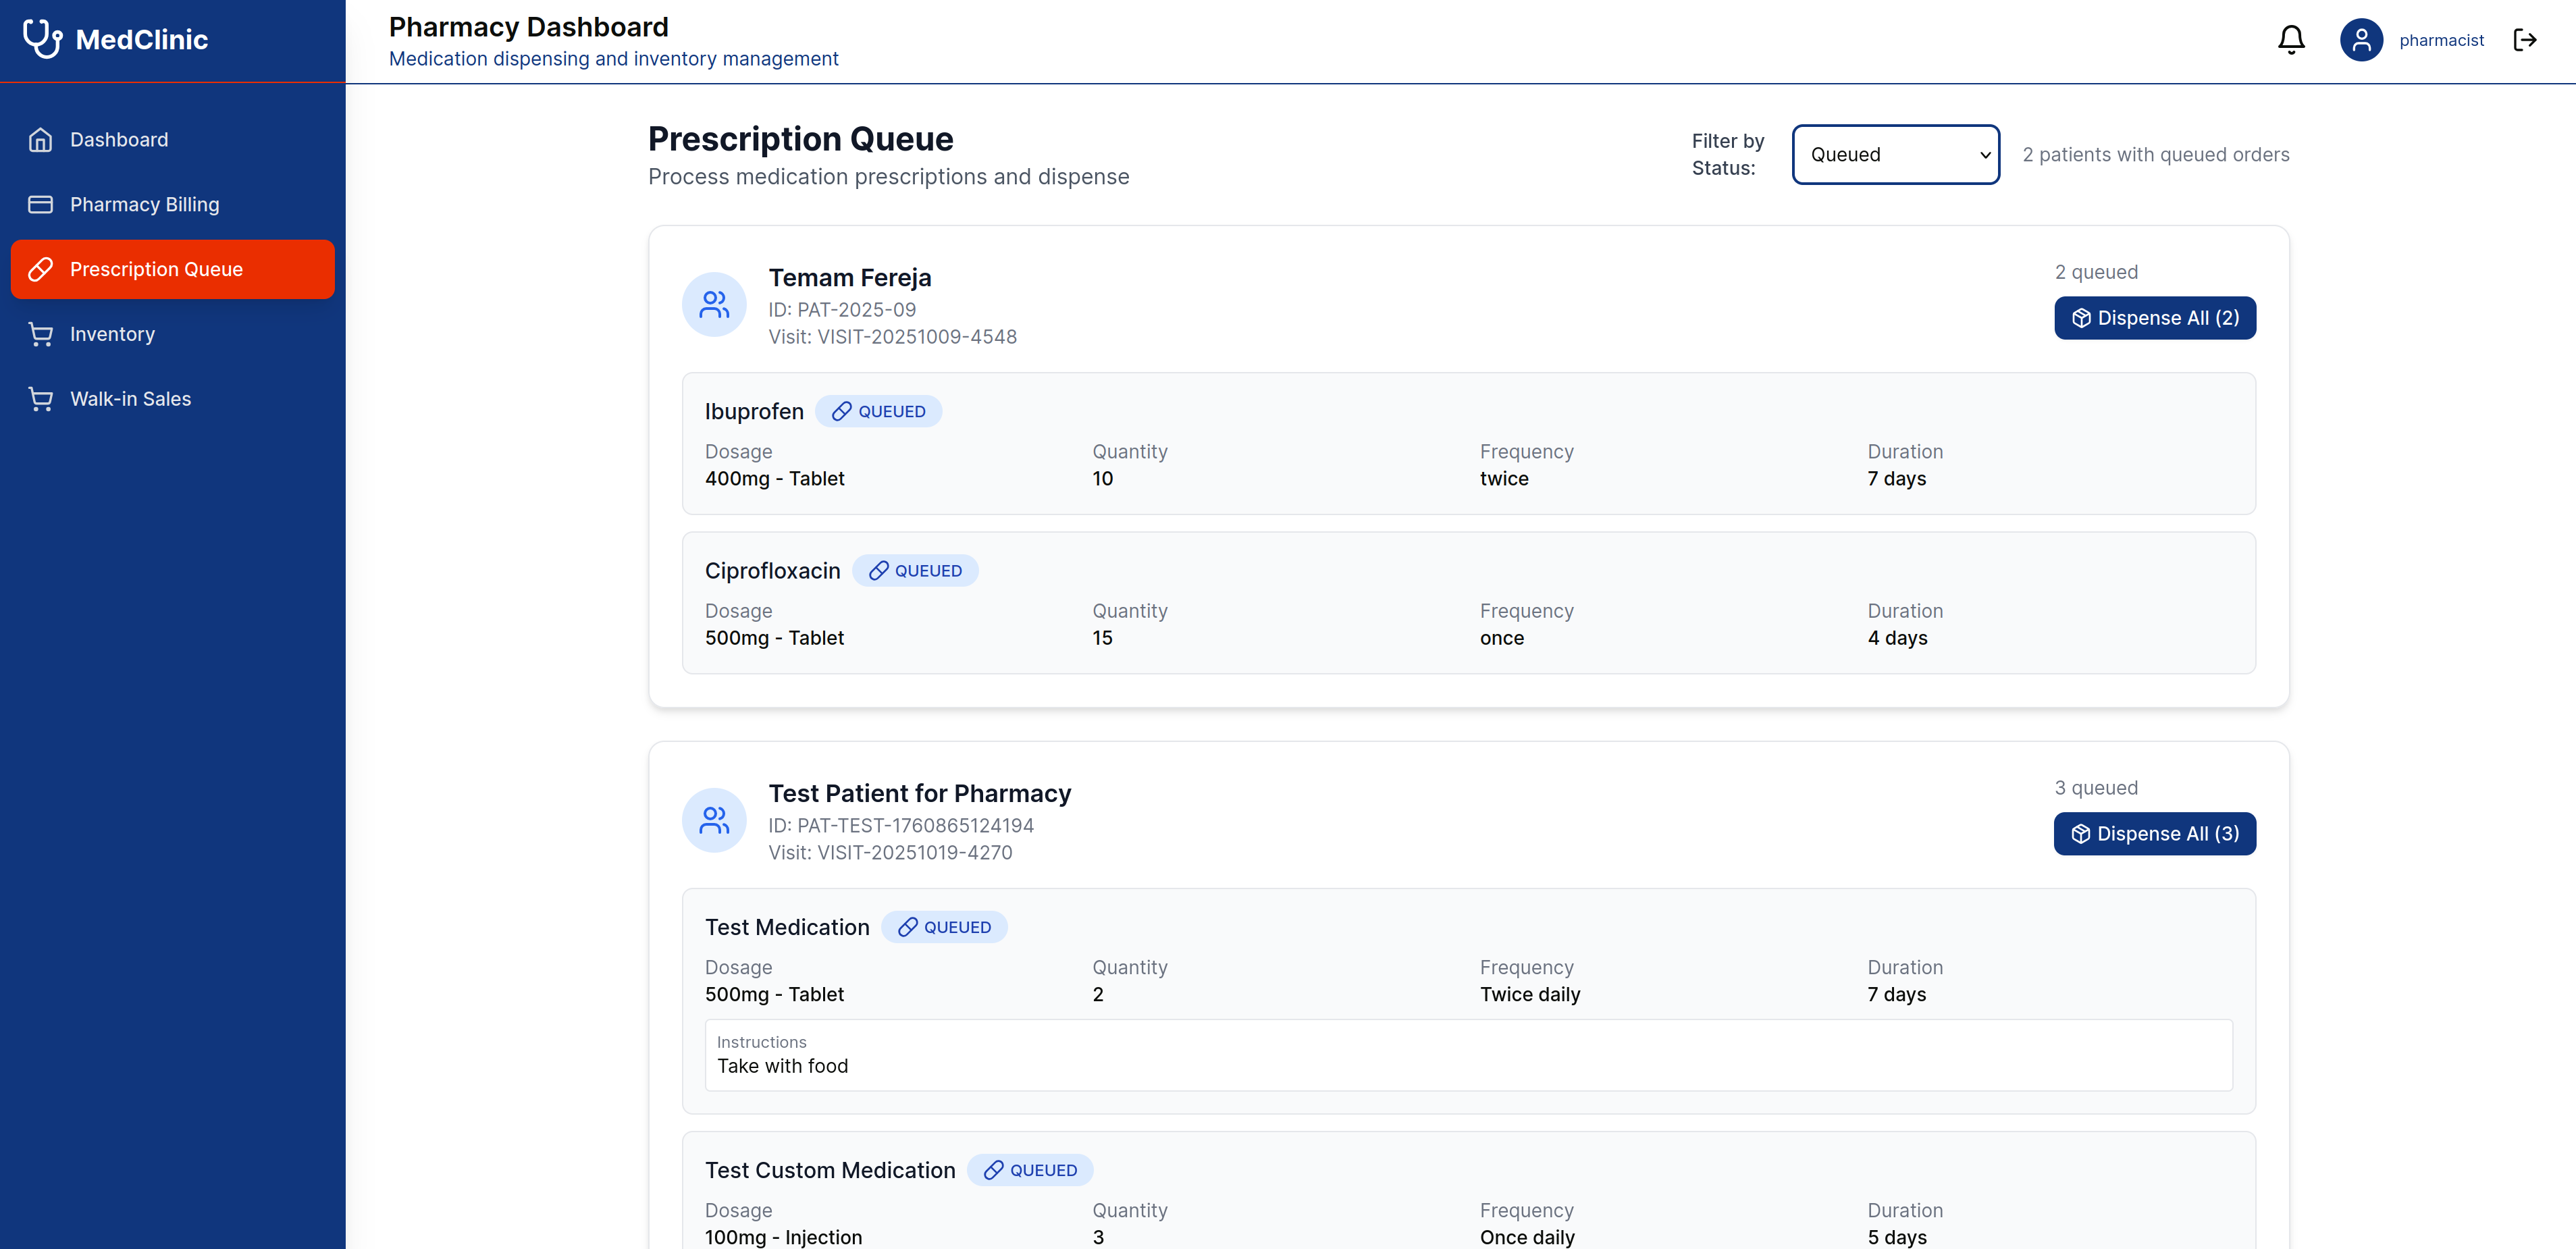 MedClinic
Dashboard
Pharmacy Billing
Prescription Queue
Inventory
Walk-in Sales
Pharmacy Dashboard
Medication dispensing and inventory management
pharmacist
Prescription Queue
Process medication prescriptions and dispense
Filter by
Status:
Queued
2 patients with queued orders
Temam Fereja
ID: PAT-2025-09
Visit: VISIT-20251009-4548
2 queued
Dispense All (2)
Ibuprofen QUEUED
Dosage Quantity Frequency Duration
400mg - Tablet 10 twice 7 days
Ciprofloxacin QUEUED
Dosage Quantity Frequency Duration
500mg - Tablet 15 once 4 days
Test Patient for Pharmacy
ID: PAT-TEST-1760865124194
Visit: VISIT-20251019-4270
3 queued
Dispense All (3)
Test Medication QUEUED
Dosage Quantity Frequency Duration
500mg - Tablet 2 Twice daily 7 days
Instructions
Take with food
Test Custom Medication QUEUED
Dosage Quantity Frequency Duration
100mg - Injection 3 Once daily 5 days